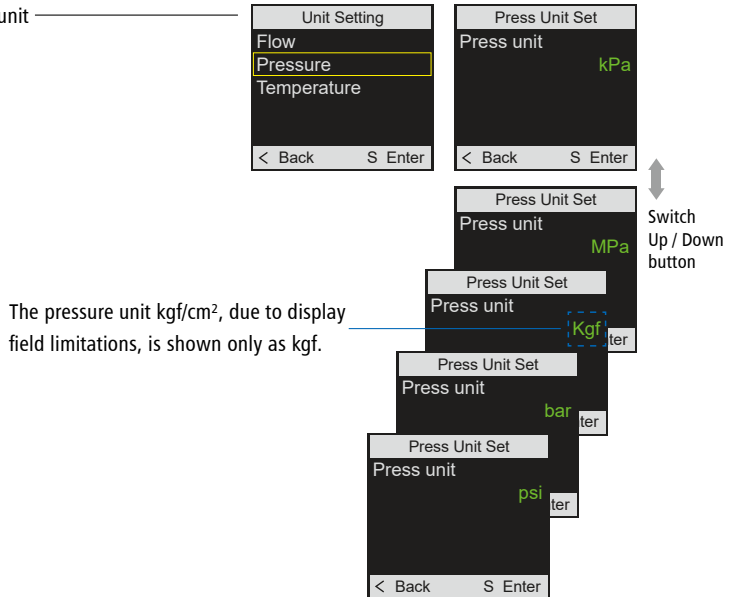 unit
Unit Setting
Flow
Pressure
Temperature
< Back S Enter
Press Unit Set
Press unit
kPa
< Back S Enter
Switch
Up / Down
button
Press Unit Set
Press unit
MPa
ter
Press Unit Set
Press unit
Kgf
ter
The pressure unit kgf/cm², due to display
field limitations, is shown only as kgf.
Press Unit Set
Press unit
bar
ter
Press Unit Set
Press unit
psi
< Back S Enter